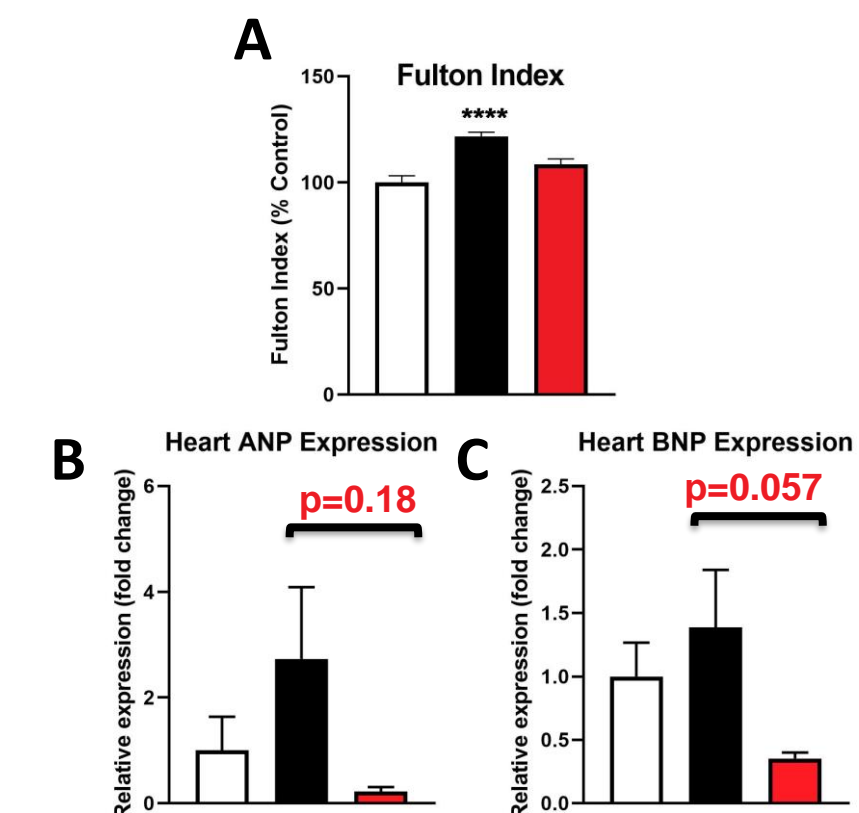 A
Fulton Index
****
Fulton Index (% Control)
150
100
50
0
B
Heart ANP Expression
p=0.18
Relative expression (fold change)
6
4
2
0
C
Heart BNP Expression
p=0.057
Relative expression (fold change)
2.5
2.0
1.5
1.0
0.5
0.0